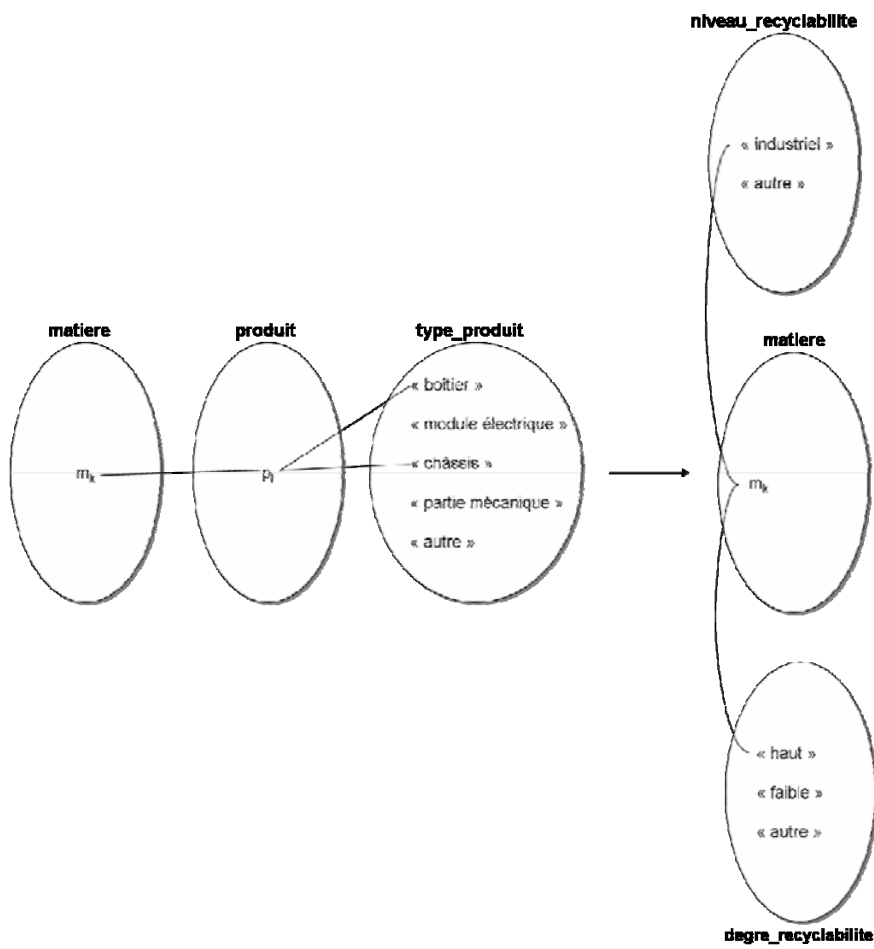 niveau_recyclabilite
« industriel »
« autre »
matiere
produit
type_produit
« boîtier »
« module électrique »
« châssis »
« partie mécanique »
« autre »
mk
pi
matiere
mk
« haut »
« faible »
« autre »
degre_recyclabilite